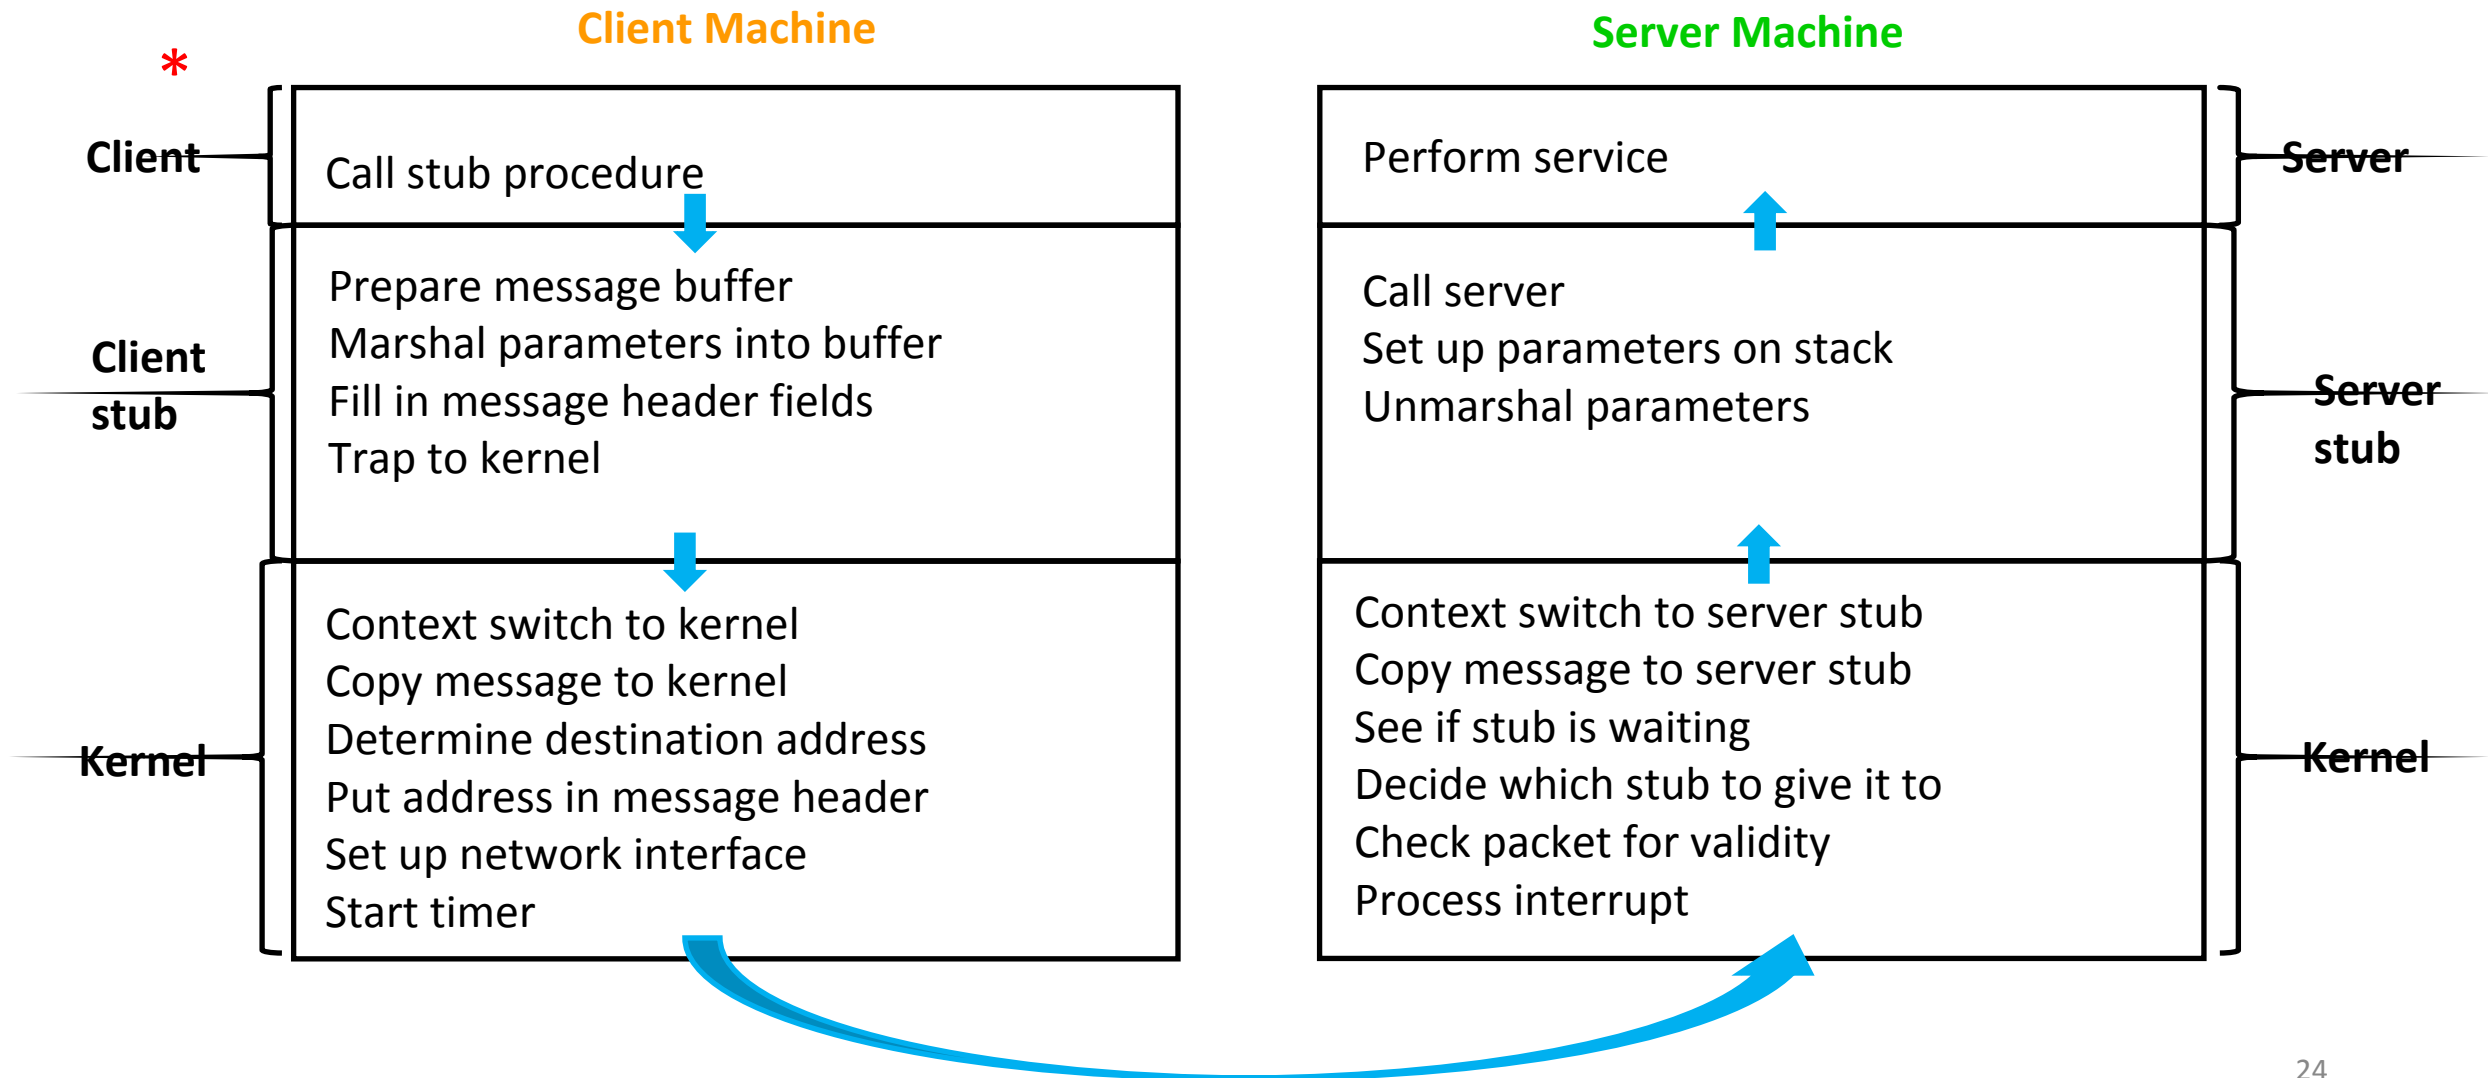 Client Machine
Server Machine
*
Client
Call stub procedure
Client
stub
Prepare message buffer
Marshal parameters into buffer
Fill in message header fields
Trap to kernel
Kernel
Context switch to kernel
Copy message to kernel
Determine destination address
Put address in message header
Set up network interface
Start timer
Perform service
Server
Call server
Set up parameters on stack
Unmarshal parameters
Server
stub
Context switch to server stub
Copy message to server stub
See if stub is waiting
Decide which stub to give it to
Check packet for validity
Process interrupt
Kernel
24